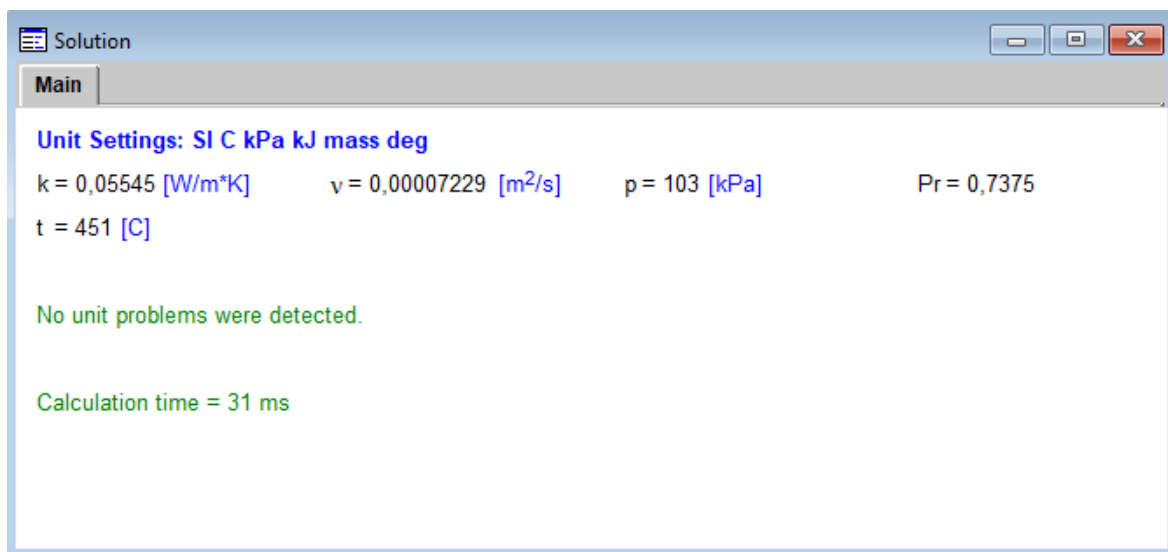 Solution
Main
Unit Settings: SI C kPa kJ mass deg
k = 0,05545 [W/m*K] ν = 0,00007229 [m²/s] p = 103 [kPa] Pr = 0,7375
t = 451 [C]
No unit problems were detected.
Calculation time = 31 ms